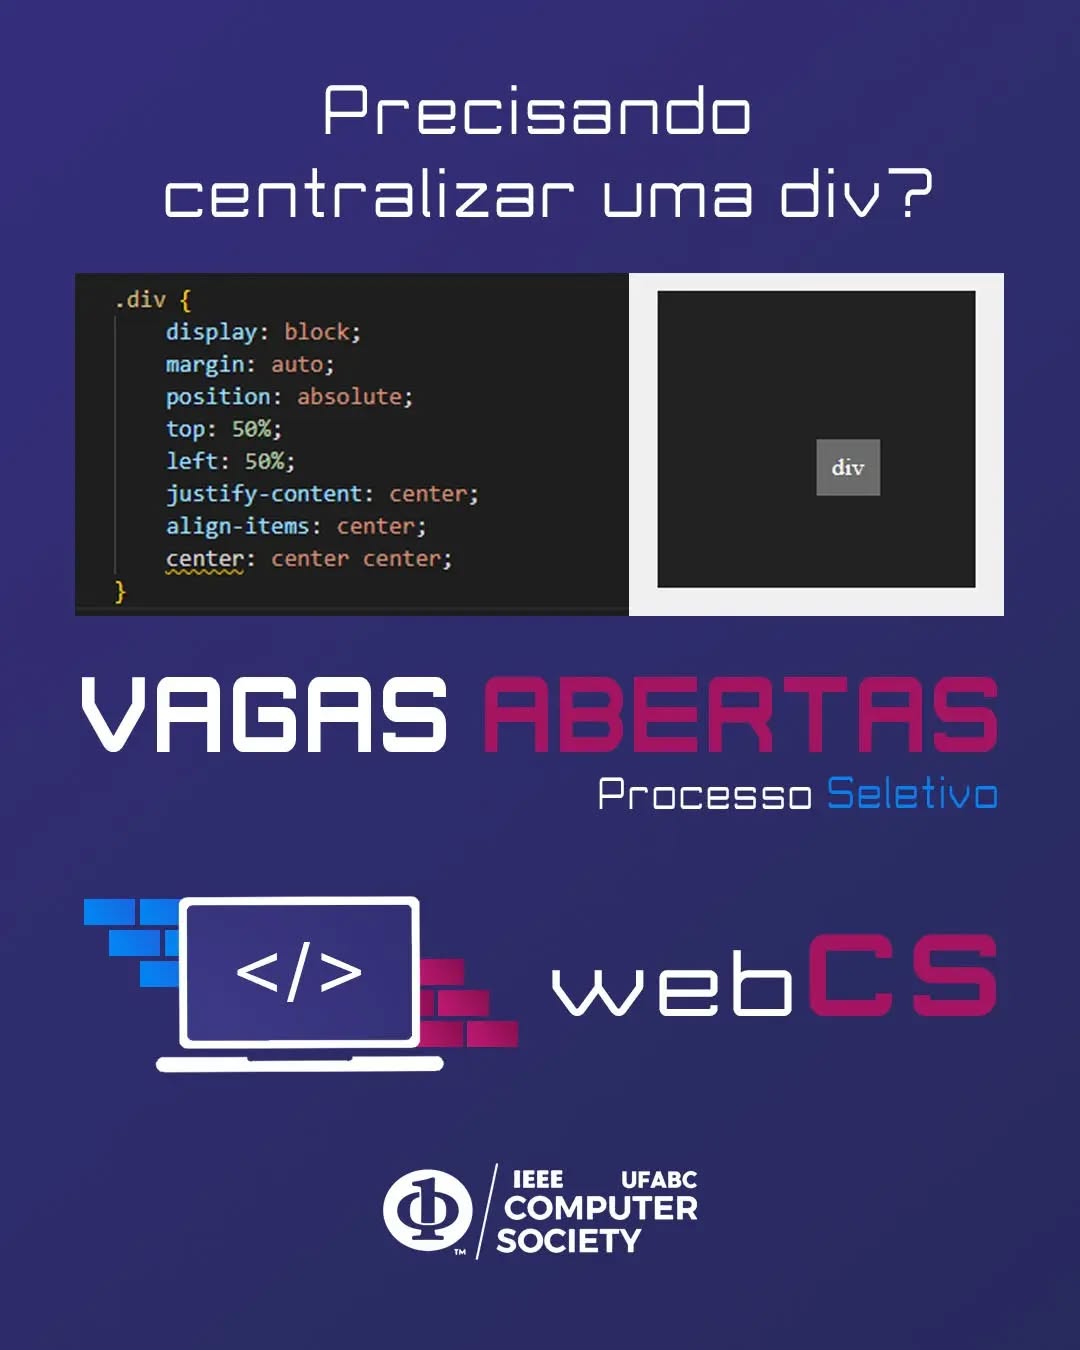 Precisando
centralizar uma div?
.div {
display: block;
margin: auto;
position: absolute;
top: 50%;
left: 50%;
justify-content: center;
align-items: center;
center: center center;
}
div
VAGAS ABERTAS
Processo Seletivo
</>
webCS
IEEE UFABC
COMPUTER
SOCIETY
TM